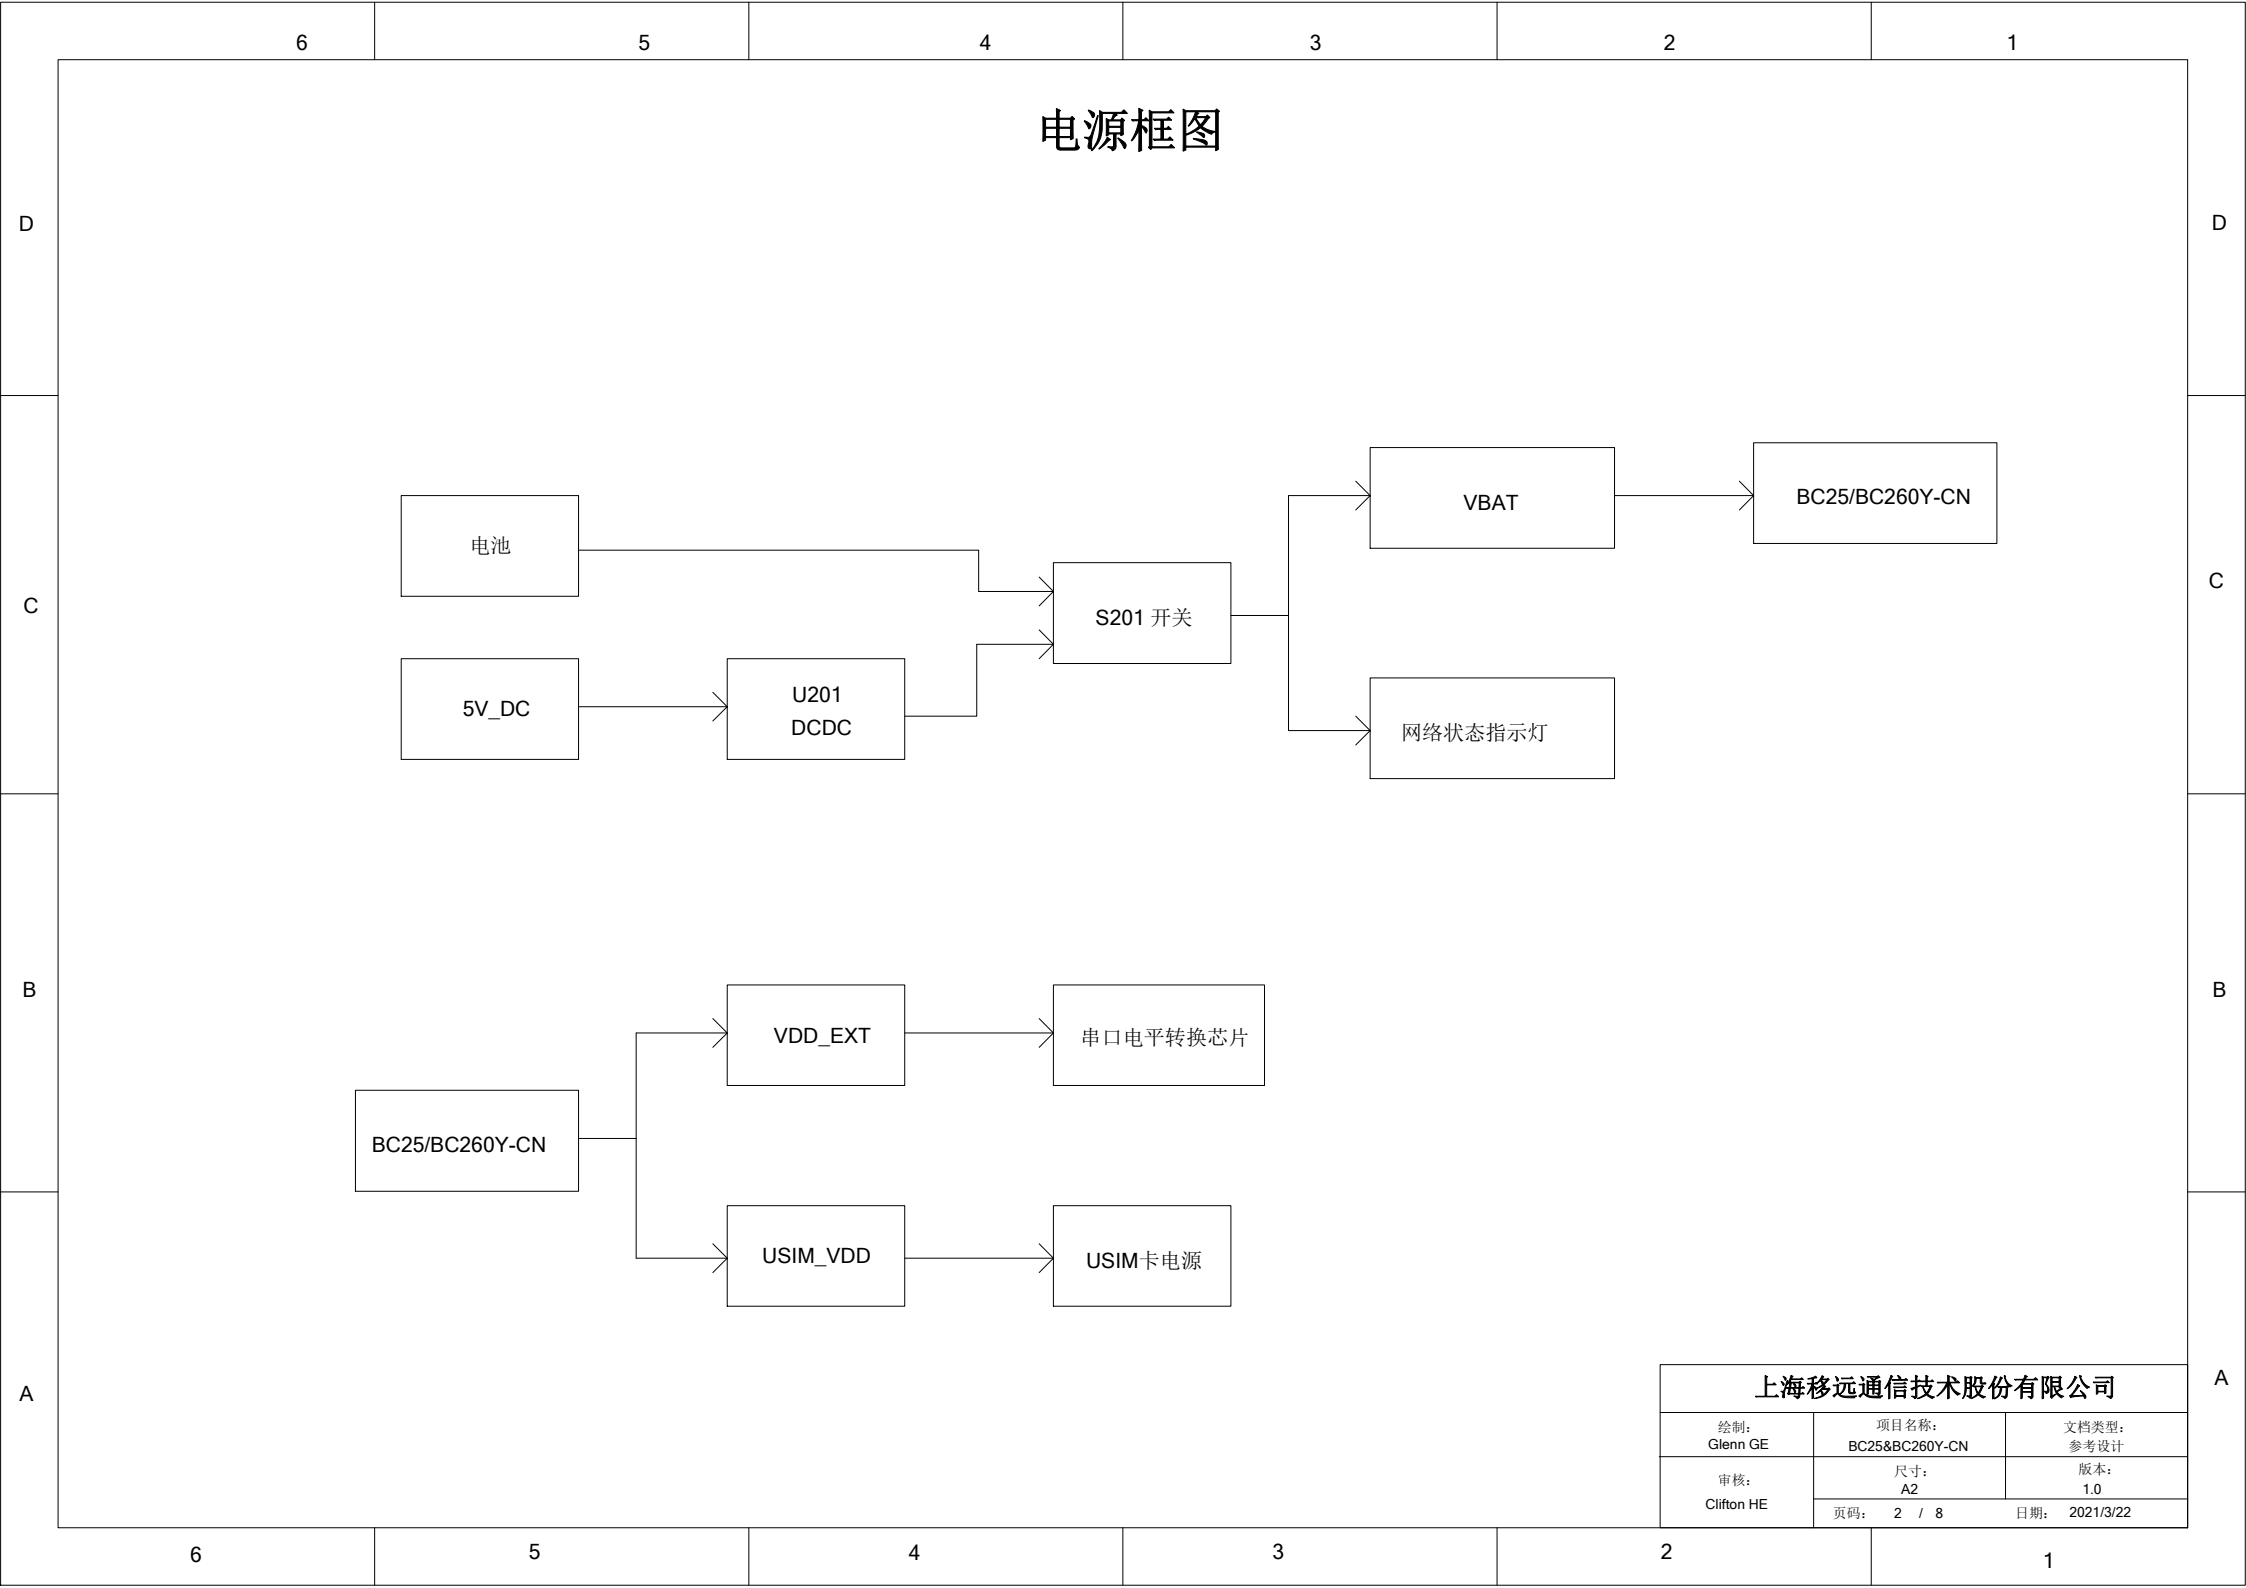 6 5 4 3 2 1
电源框图
D D
BC25/BC260Y-CN
VBAT
电池
C C
S201 开关
5V_DC
U201
DCDC
网络状态指示灯
B B
VDD_EXT
串口电平转换芯片
BC25/BC260Y-CN
USIM_VDD
USIM卡电源
A A
上海移远通信技术股份有限公司
绘制: 项目名称: 文档类型:
Glenn GE BC25&BC260Y-CN 参考设计
审核: 尺寸: 版本:
Clifton HE A2 1.0
页码: 2 / 8 日期: 2021/3/22
6 5 4 3 2 1